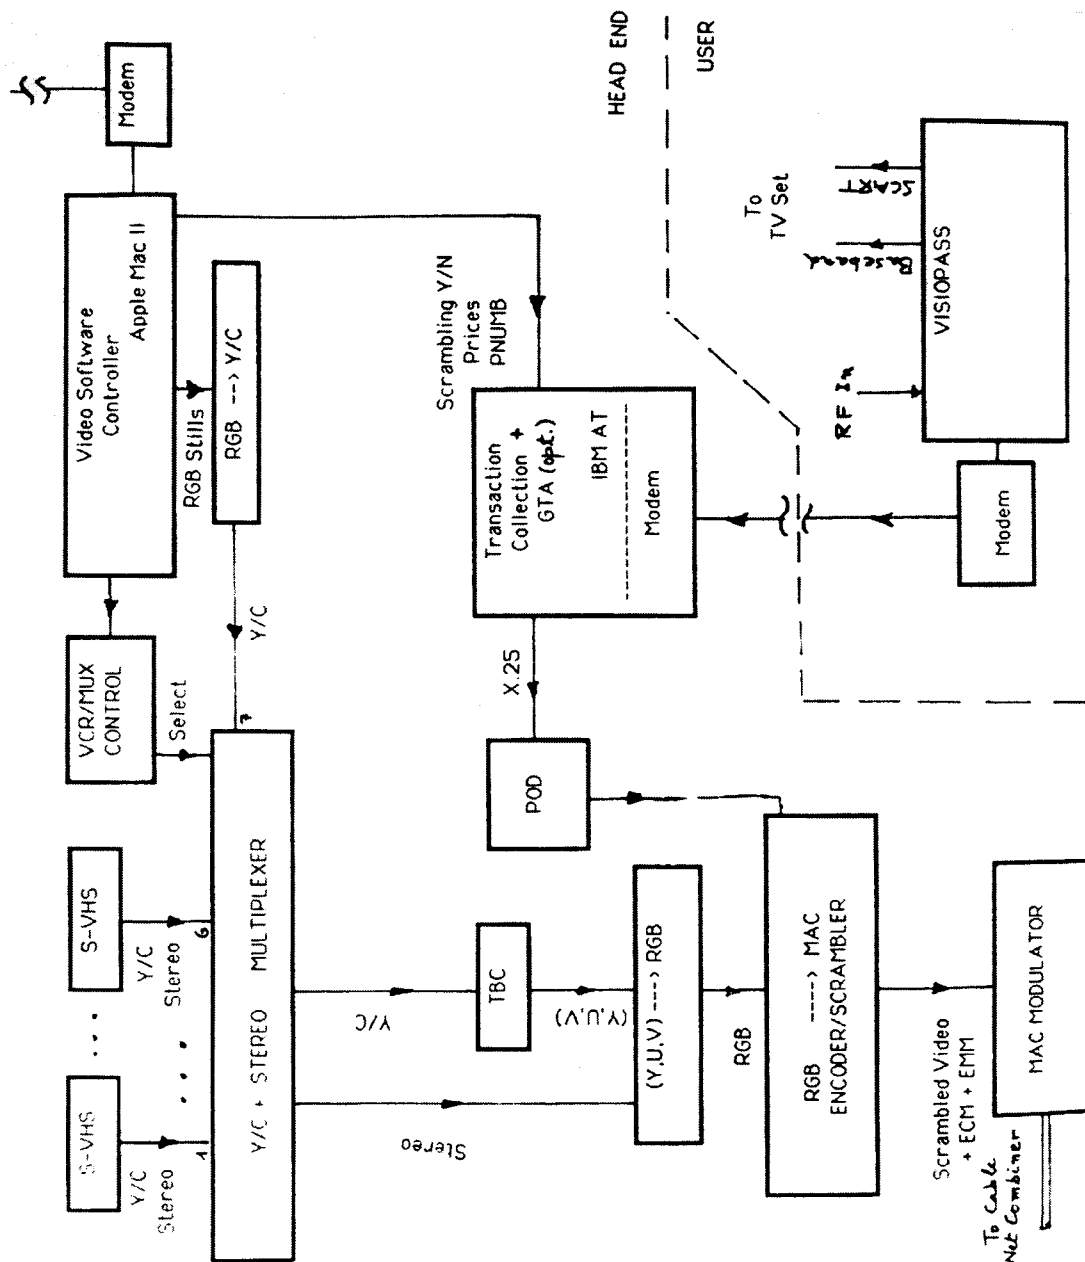 S-VHS
Y/C
Stereo
1
• • •
• • •
S-VHS
Y/C
Stereo
6
VCR/MUX
CONTROL
Select
Video Software
Controller
Apple Mac II
Modem
RGB Stills
RGB --> Y/C
Y/C
7
Y/C + STEREO MULTIPLEXER
Scrambling Y/N
Prices
PNUMB
HEAD END
USER
Stereo
Y/C
TBC
(Y,U,V)
(Y,U,V) ----> RGB
RGB
POD
X.25
Transaction
Collection +
GTA (opt.)
IBM AT
Modem
RGB ----> MAC
ENCODER/SCRAMBLER
Scrambled Video
+ ECM + EMM
MAC MODULATOR
To Cable
Net Combiner
Modem
RF In
To
TV Set
Baseband
SCART
VISIOPASS